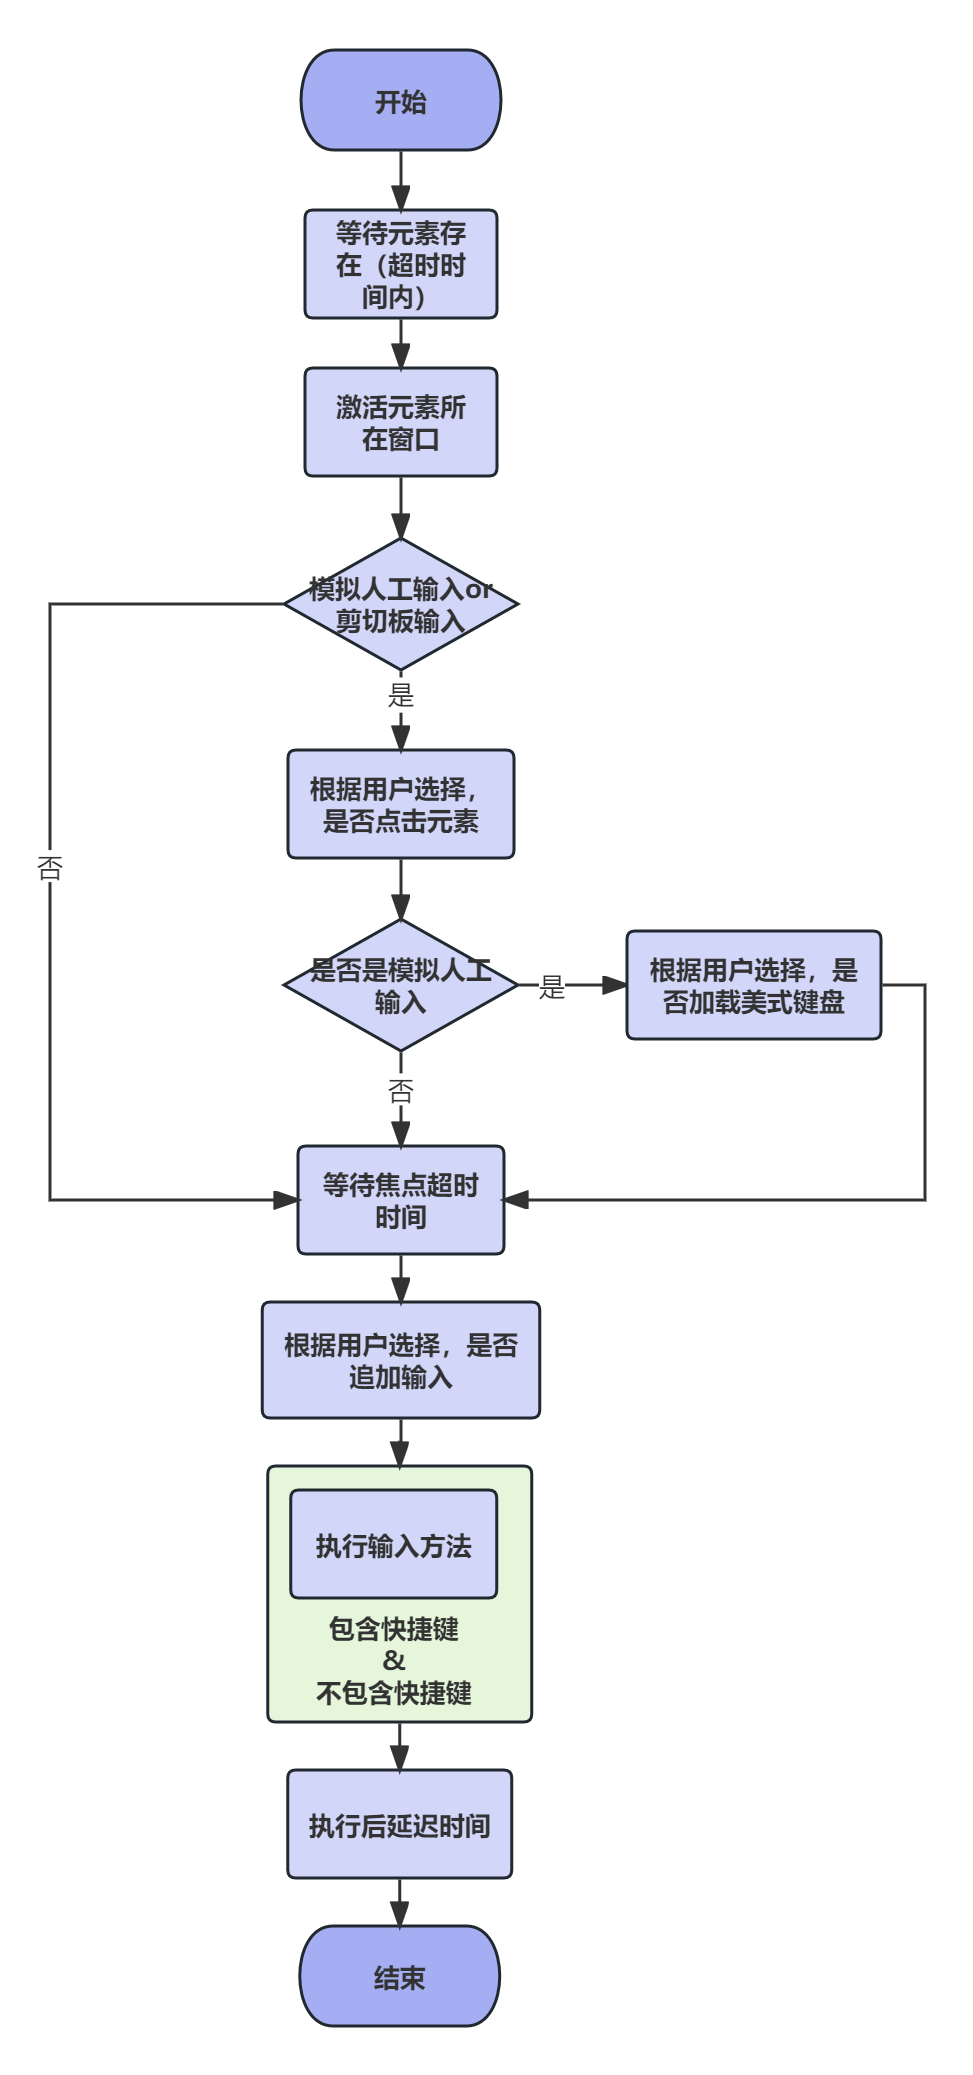 开始
等待元素存
在（超时时
间内）
激活元素所
在窗口
模拟人工输入or
剪切板输入
是
根据用户选择，
是否点击元素
否
是否是模拟人工
输入
是
根据用户选择，是
否加载美式键盘
否
等待焦点超时
时间
根据用户选择，是否
追加输入
执行输入方法
包含快捷键
&
不包含快捷键
执行后延迟时间
结束